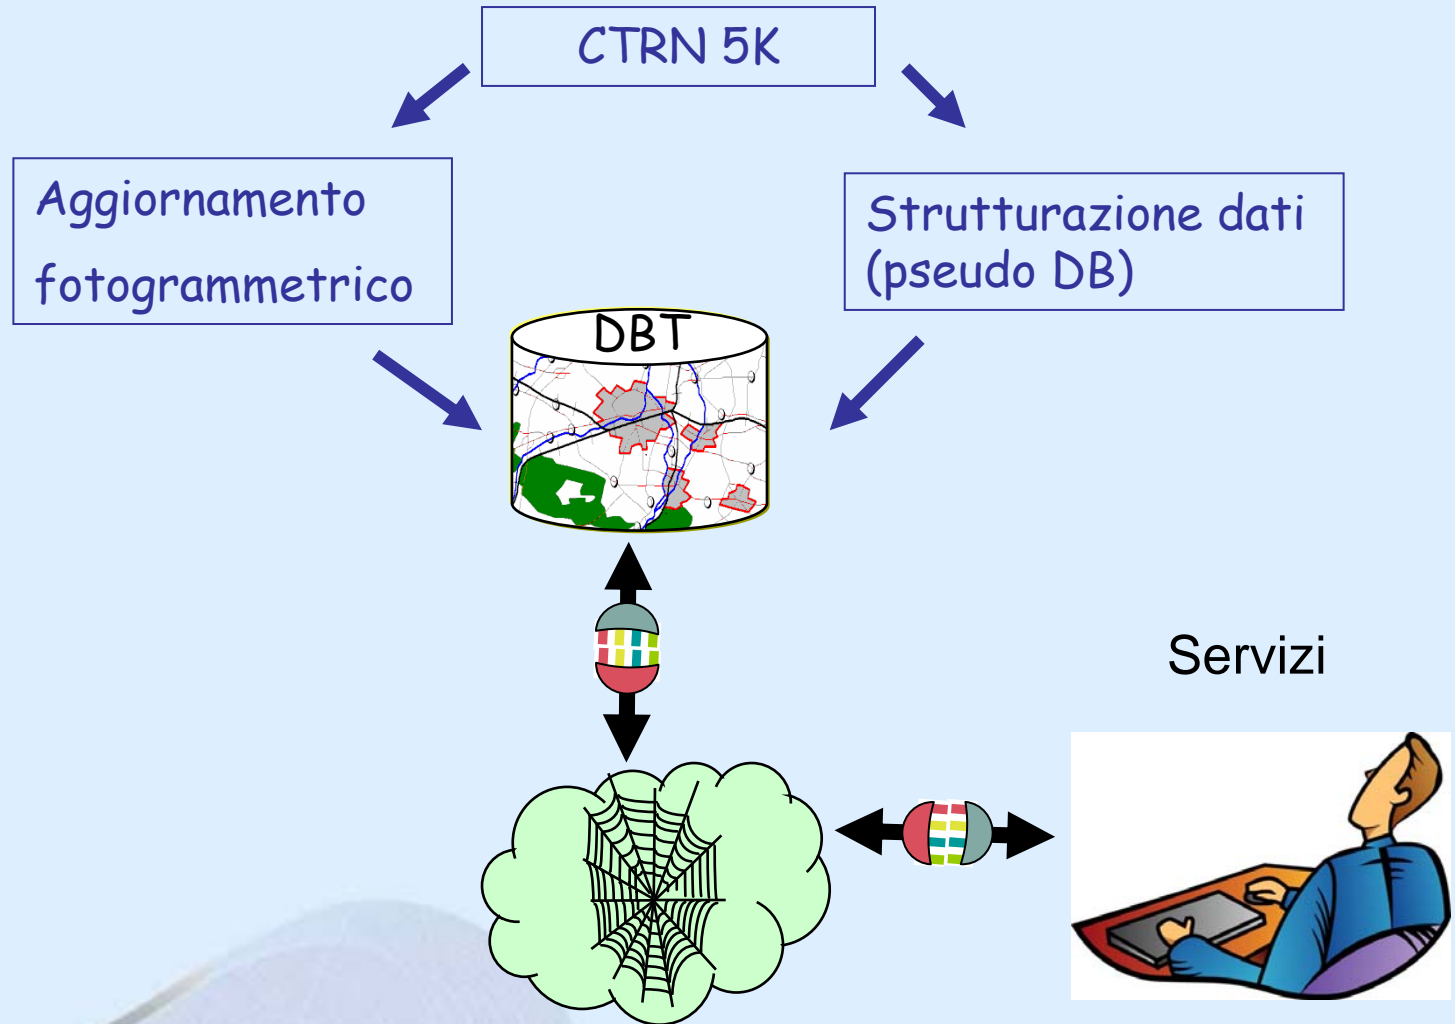 CTRN 5K
Aggiornamento
fotogrammetrico
Strutturazione dati
(pseudo DB)
DBT
Servizi